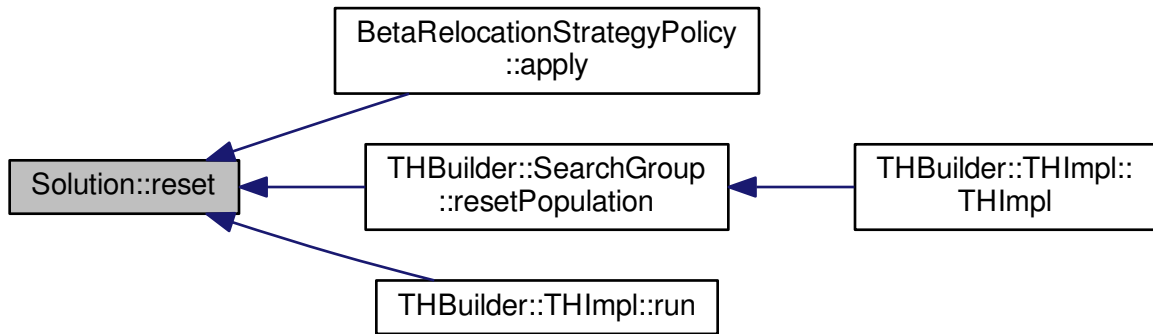 BetaRelocationStrategyPolicy
::apply
Solution::reset
THBuilder::SearchGroup
::resetPopulation
THBuilder::THImpl::
THImpl
THBuilder::THImpl::run